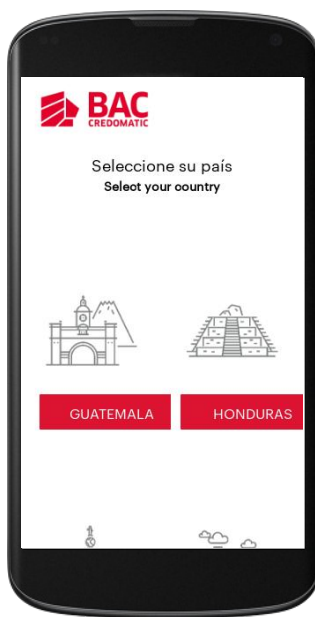 BAC
CREDOMATIC
Seleccione su país
Select your country
GUATEMALA
HONDURAS